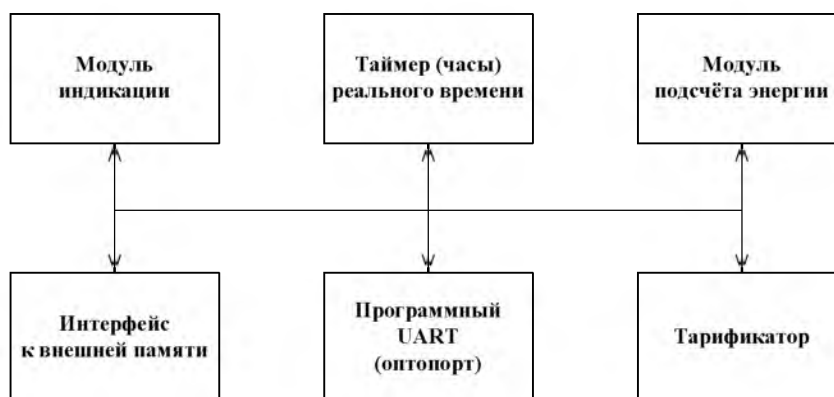 Модуль
индикации
Таймер (часы)
реального времени
Модуль
подсчёта энергии
Интерфейс
к внешней памяти
Программный
UART
(оптопорт)
Тарификатор